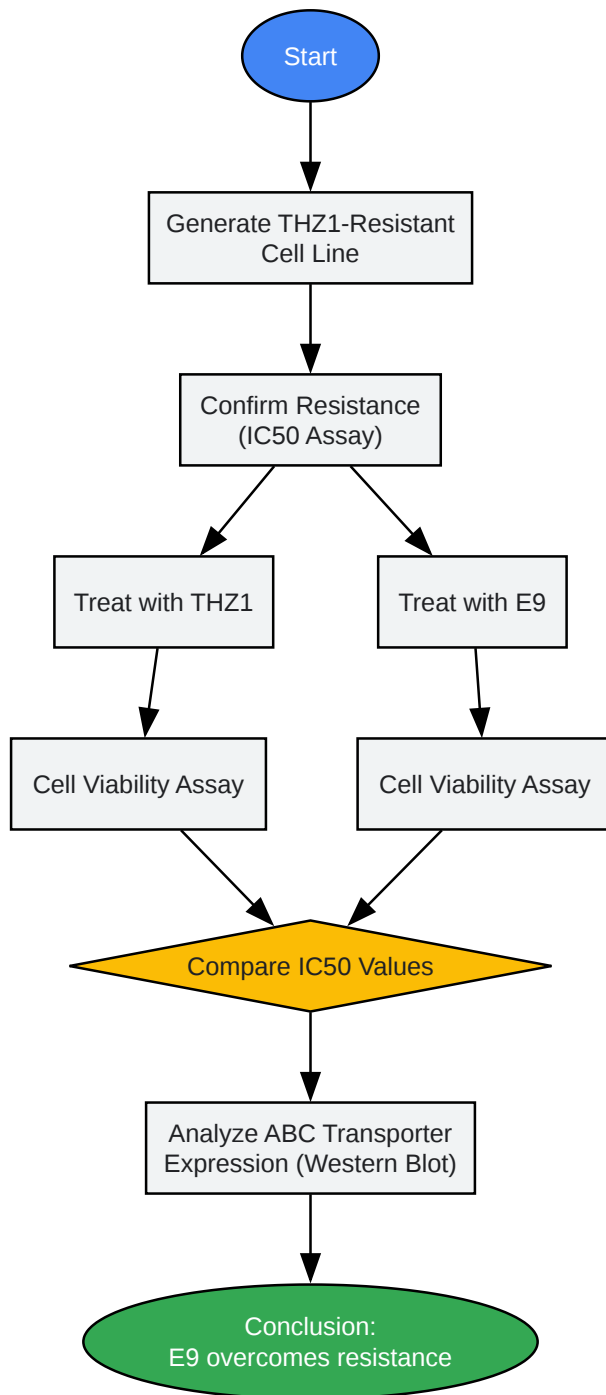 Start
Generate THZ1-Resistant
Cell Line
Confirm Resistance
(IC50 Assay)
Treat with THZ1
Treat with E9
Cell Viability Assay
Cell Viability Assay
Compare IC50 Values
Analyze ABC Transporter
Expression (Western Blot)
Conclusion:
E9 overcomes resistance